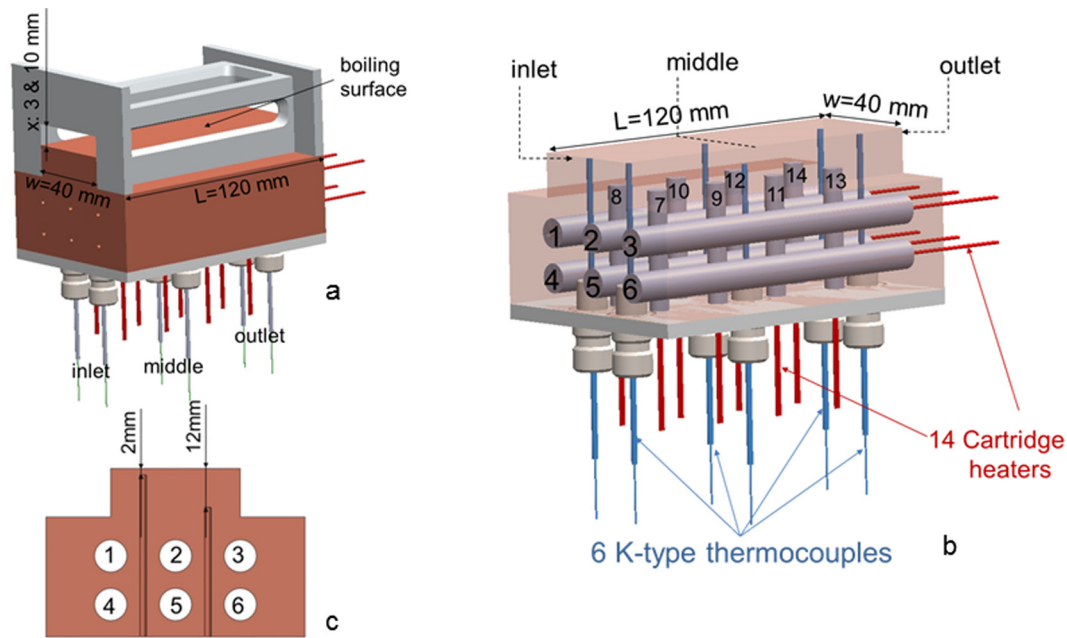 x: 3 & 10 mm
boiling
surface
w=40 mm
L=120 mm
a
inlet
middle
outlet
inlet
middle
outlet
L=120 mm
w=40 mm
8
10
12
14
7
9
11
13
1
2
3
4
5
6
14 Cartridge
heaters
6 K-type thermocouples
b
2mm
12mm
1
2
3
4
5
6
c